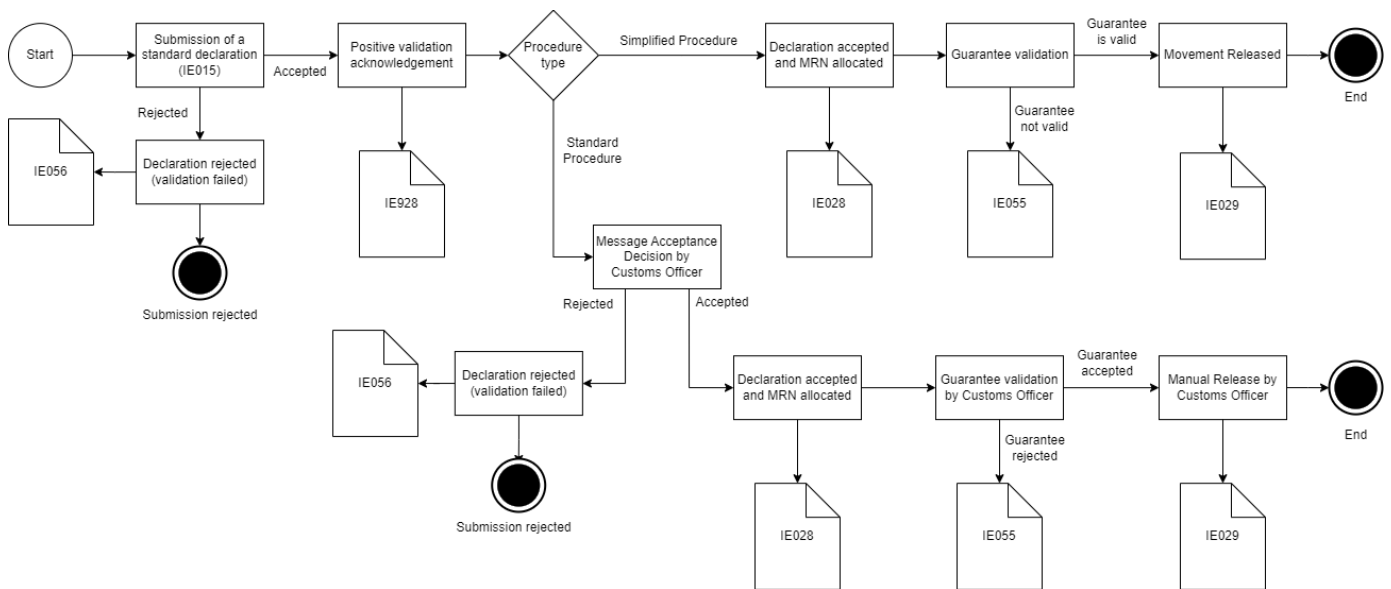 Start
Submission of a
standard declaration
(IE015)
Accepted
Positive validation
acknowledgement
Procedure
type
Simplified Procedure
Declaration accepted
and MRN allocated
Guarantee validation
Guarantee
is valid
Movement Released
End
Rejected
Guarantee
not valid
Standard
Procedure
IE056
Declaration rejected
(validation failed)
IE928
IE028
IE055
IE029
Submission rejected
Message Acceptance
Decision by
Customs Officer
Rejected
Accepted
IE056
Declaration rejected
(validation failed)
Declaration accepted
and MRN allocated
Guarantee validation
by Customs Officer
Guarantee
accepted
Manual Release by
Customs Officer
End
Guarantee
rejected
Submission rejected
IE028
IE055
IE029